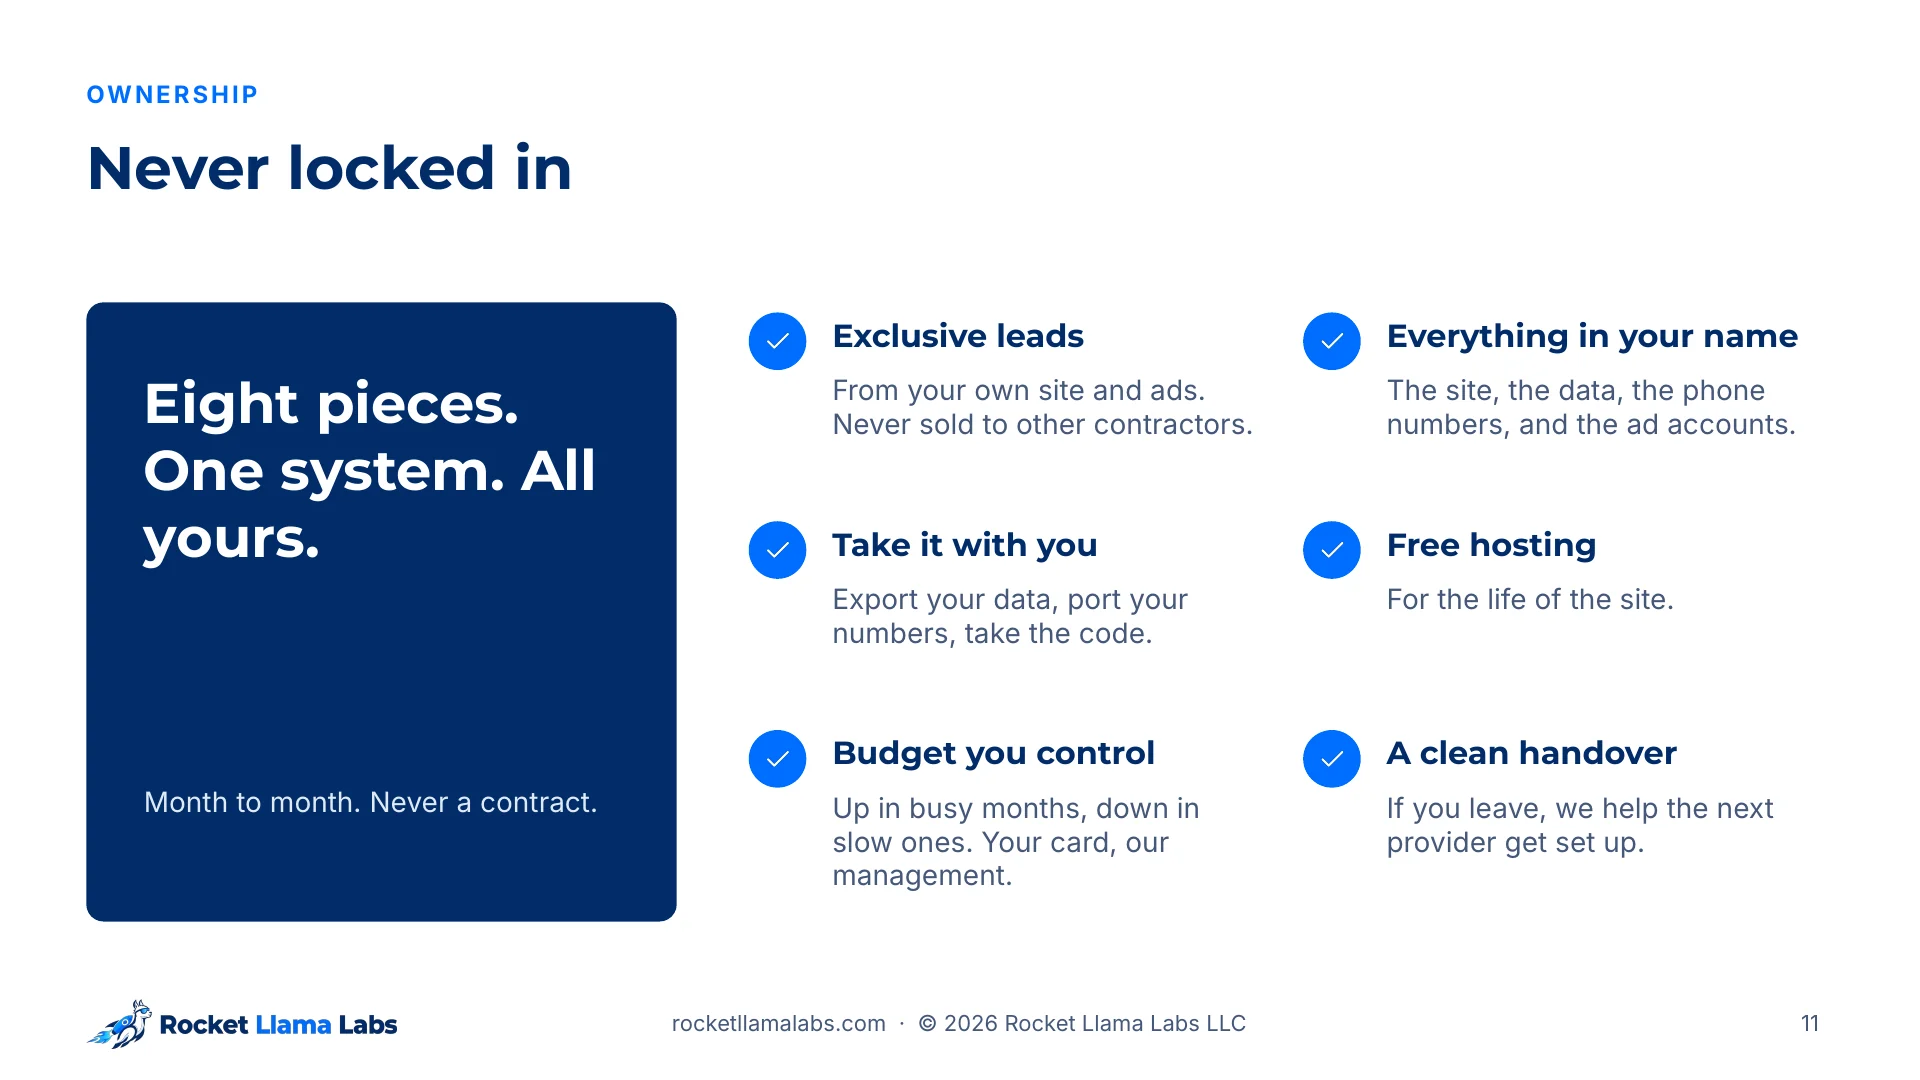 OWNERSHIP
Never locked in
Eight pieces.
One system. All
yours.
Month to month. Never a contract.
Exclusive leads
From your own site and ads.
Never sold to other contractors.
Everything in your name
The site, the data, the phone
numbers, and the ad accounts.
Take it with you
Export your data, port your
numbers, take the code.
Free hosting
For the life of the site.
Budget you control
Up in busy months, down in
slow ones. Your card, our
management.
A clean handover
If you leave, we help the next
provider get set up.
Rocket Llama Labs
rocketllamalabs.com · © 2026 Rocket Llama Labs LLC
11